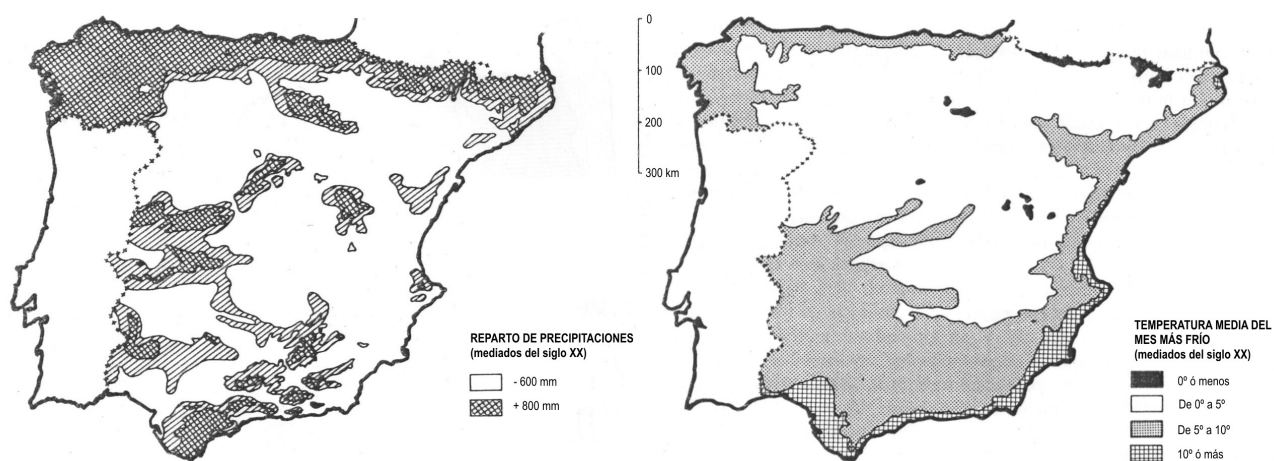 0
100
200
300 km
REPARTO DE PRECIPITACIONES
(mediados del siglo XX)
- 600 mm
+ 800 mm
TEMPERATURA MEDIA DEL
MES MÁS FRÍO
(mediados del siglo XX)
0º ó menos
De 0º a 5º
De 5º a 10º
10º ó más